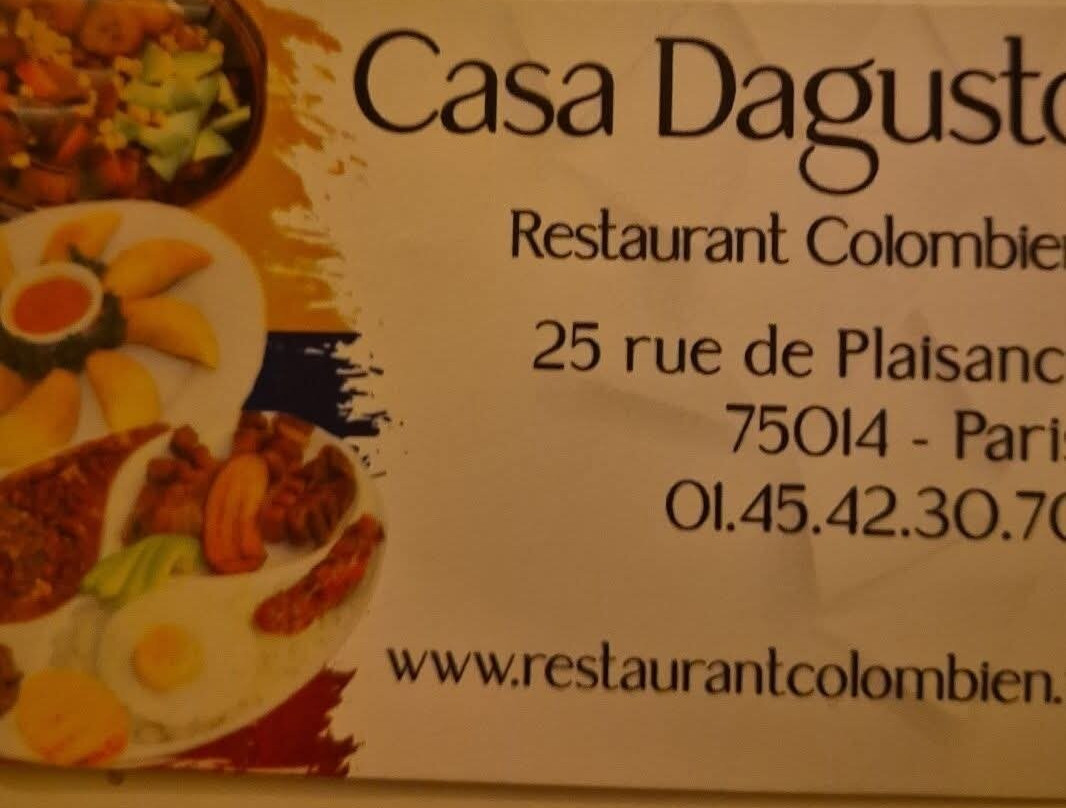 Casa Dagusto
Restaurant Colombien
25 rue de Plaisanc
75014 - Paris
01.45.42.30.70
www.restaurantcolombien.